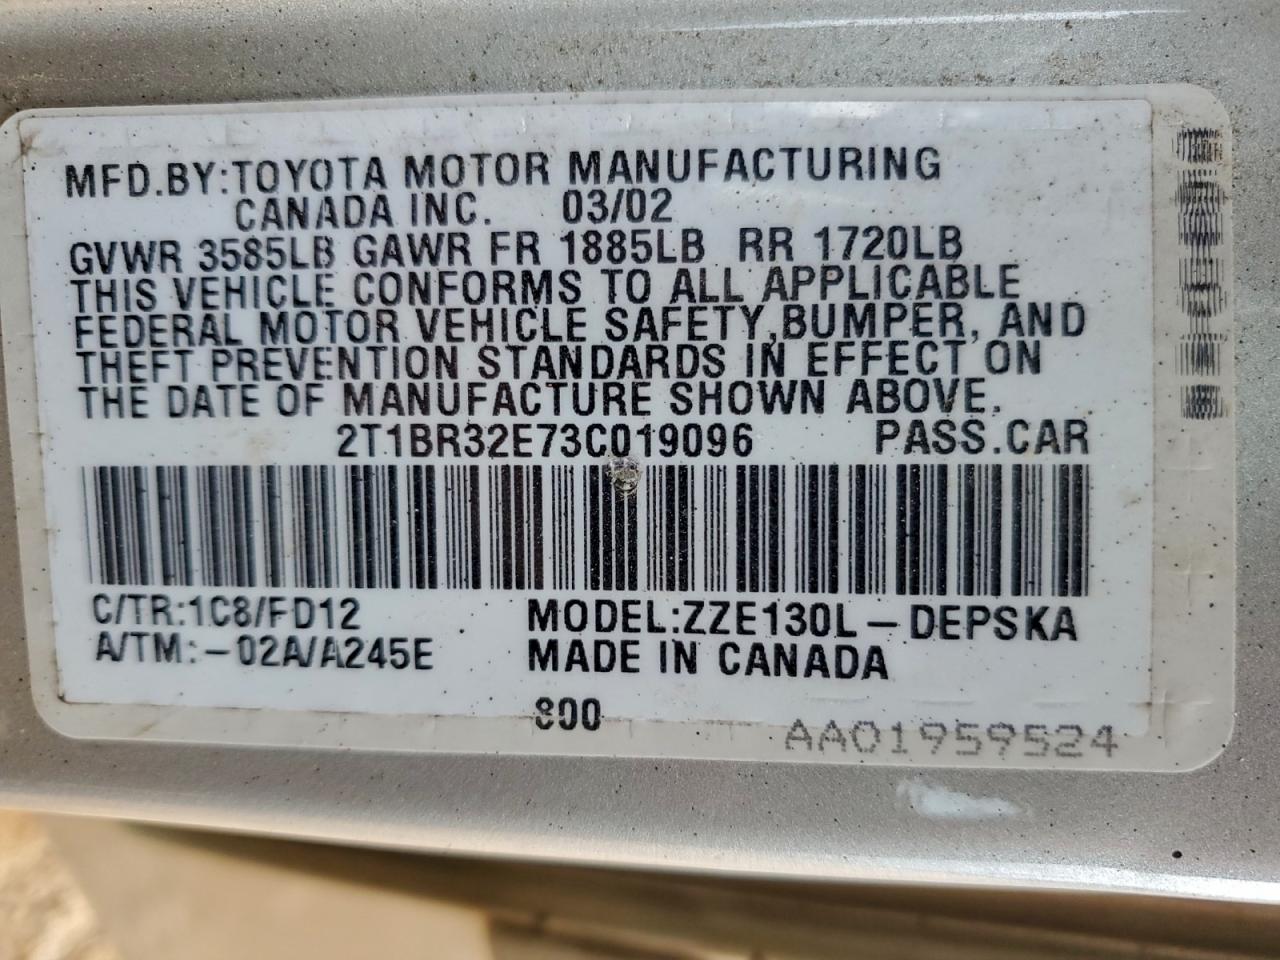 MFD.BY:TOYOTA MOTOR MANUFACTURING
CANADA INC. 03/02
GVWR 3585LB GAWR FR 1885LB RR 1720LB
THIS VEHICLE CONFORMS TO ALL APPLICABLE
FEDERAL MOTOR VEHICLE SAFETY,BUMPER, AND
THEFT PREVENTION STANDARDS IN EFFECT ON
THE DATE OF MANUFACTURE SHOWN ABOVE.
2T1BR32E73C019096 PASS.CAR
C/TR:1C8/FD12 MODEL:ZZE130L-DEPSKA
A/TM:-02A/A245E MADE IN CANADA
800
AA01959524